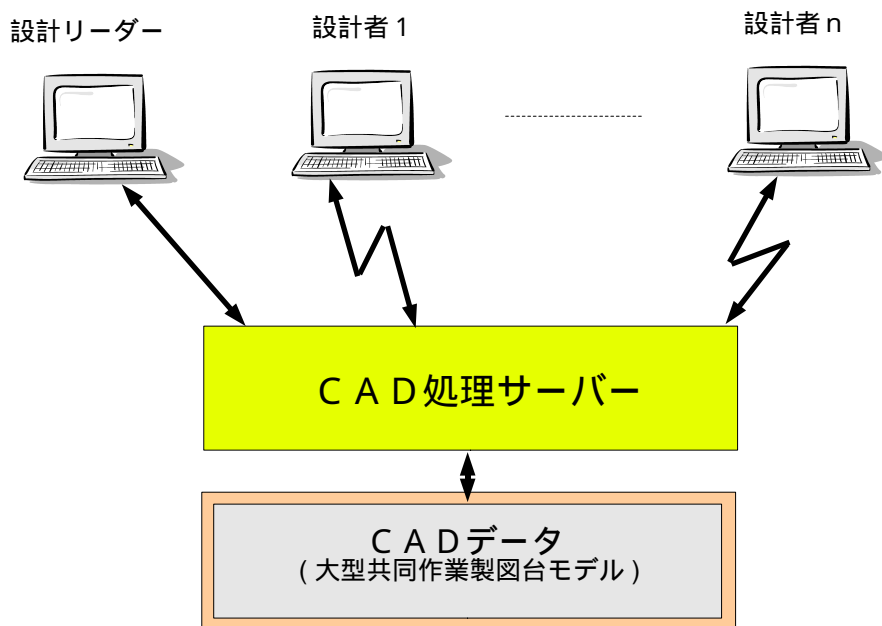 設計リーダー
設計者1
設計者n
CAD処理サーバー
CADデータ
(大型共同作業製図台モデル)